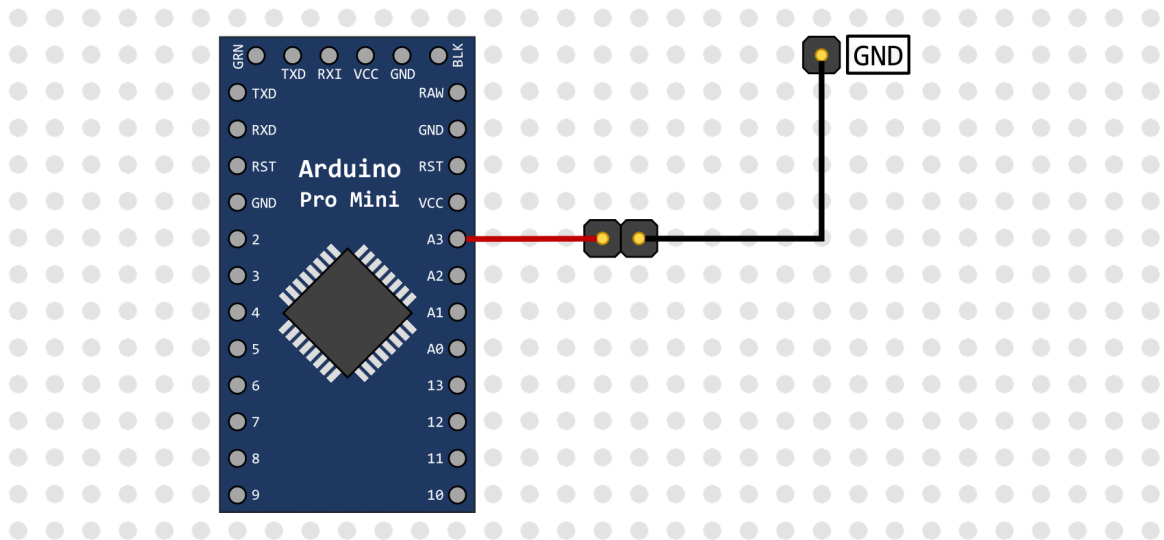 GRN
BLK
TXD RXI VCC GND
GND
TXD RAW
RXD GND
RST RST
Arduino
Pro Mini
GND VCC
2 A3
3 A2
4 A1
5 A0
6 13
7 12
8 11
9 10